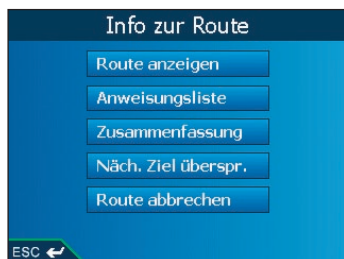 Info zur Route
Route anzeigen
Anweisungsliste
Zusammenfassung
Näch. Ziel überspr.
Route abbrechen
ESC